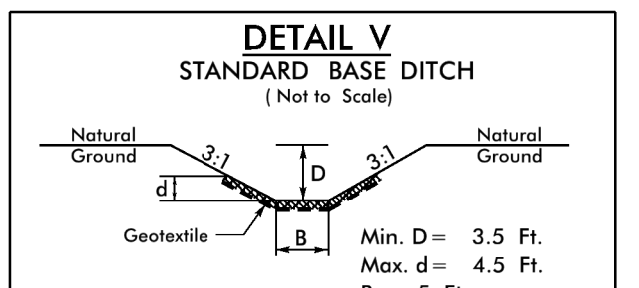 DETAIL V
STANDARD BASE DITCH
( Not to Scale)
Natural
Ground
3:1
D
3:1
Natural
Ground
d
Geotextile
B
Min. D = 3.5 Ft.
Max. d = 4.5 Ft.